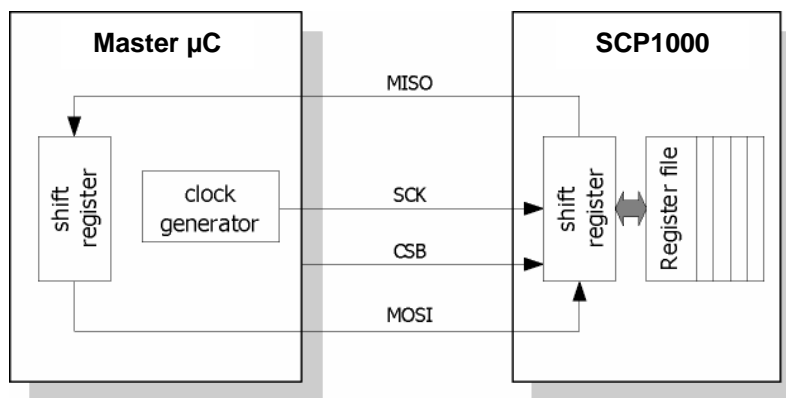 Master µC
SCP1000
MISO
shift
register
clock
generator
SCK
CSB
MOSI
shift
register
Register file